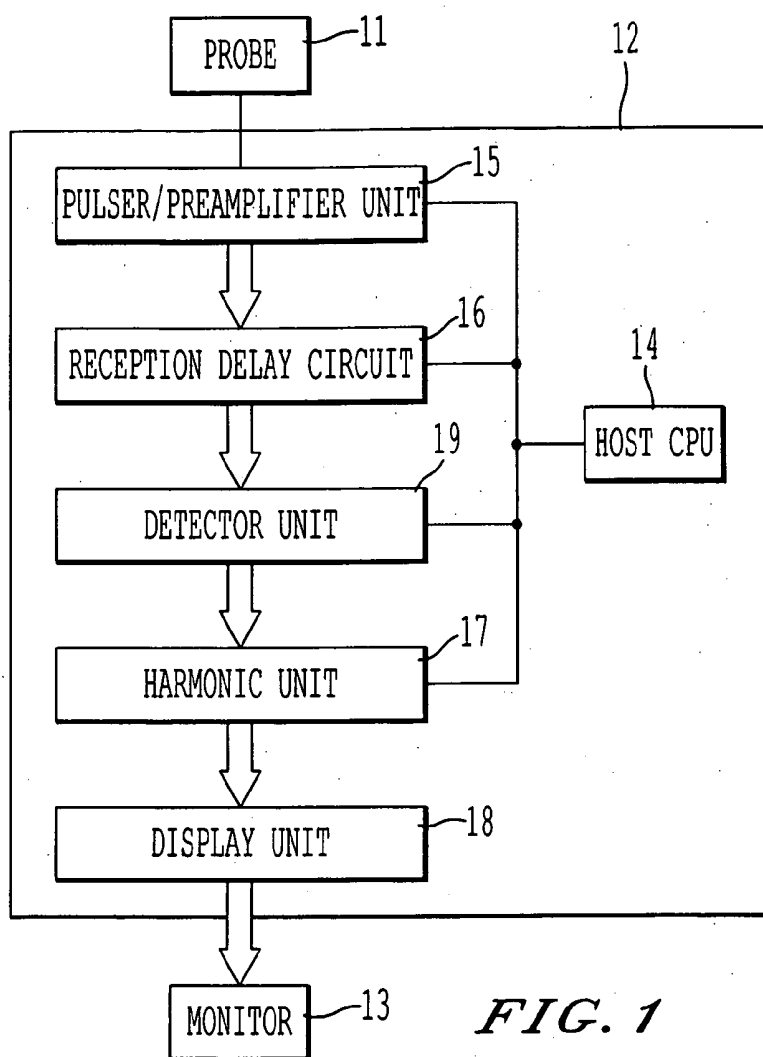 PROBE
11
12
PULSER/PREAMPLIFIER UNIT
15
RECEPTION DELAY CIRCUIT
16
14
HOST CPU
DETECTOR UNIT
19
HARMONIC UNIT
17
DISPLAY UNIT
18
MONITOR
13
FIG. 1